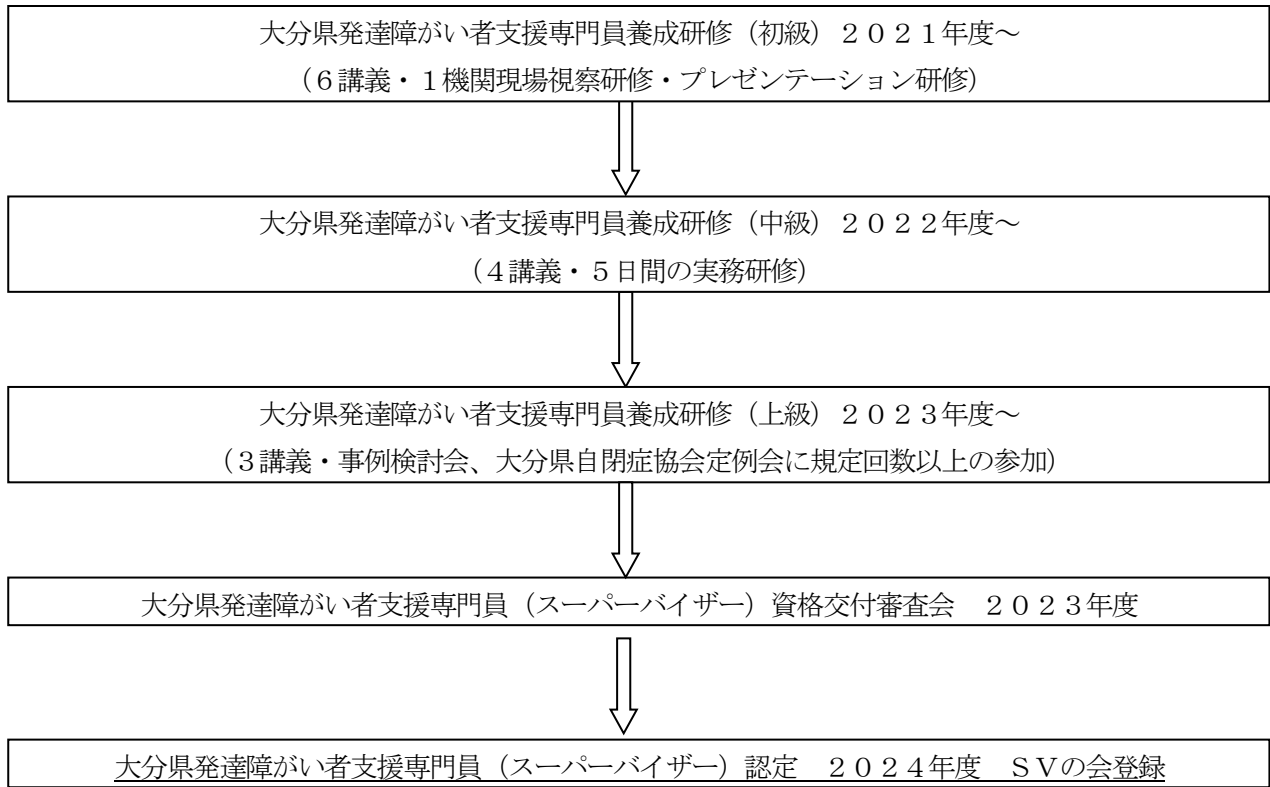 大分県発達障がい者支援専門員養成研修（初級）２０２１年度～
（６講義・１機関現場視察研修・プレゼンテーション研修）
大分県発達障がい者支援専門員養成研修（中級）２０２２年度～
（４講義・５日間の実務研修）
大分県発達障がい者支援専門員養成研修（上級）２０２３年度～
（３講義・事例検討会、大分県自閉症協会定例会に規定回数以上の参加）
大分県発達障がい者支援専門員（スーパーバイザー）資格交付審査会　２０２３年度
大分県発達障がい者支援専門員（スーパーバイザー）認定　２０２４年度　ＳＶの会登録